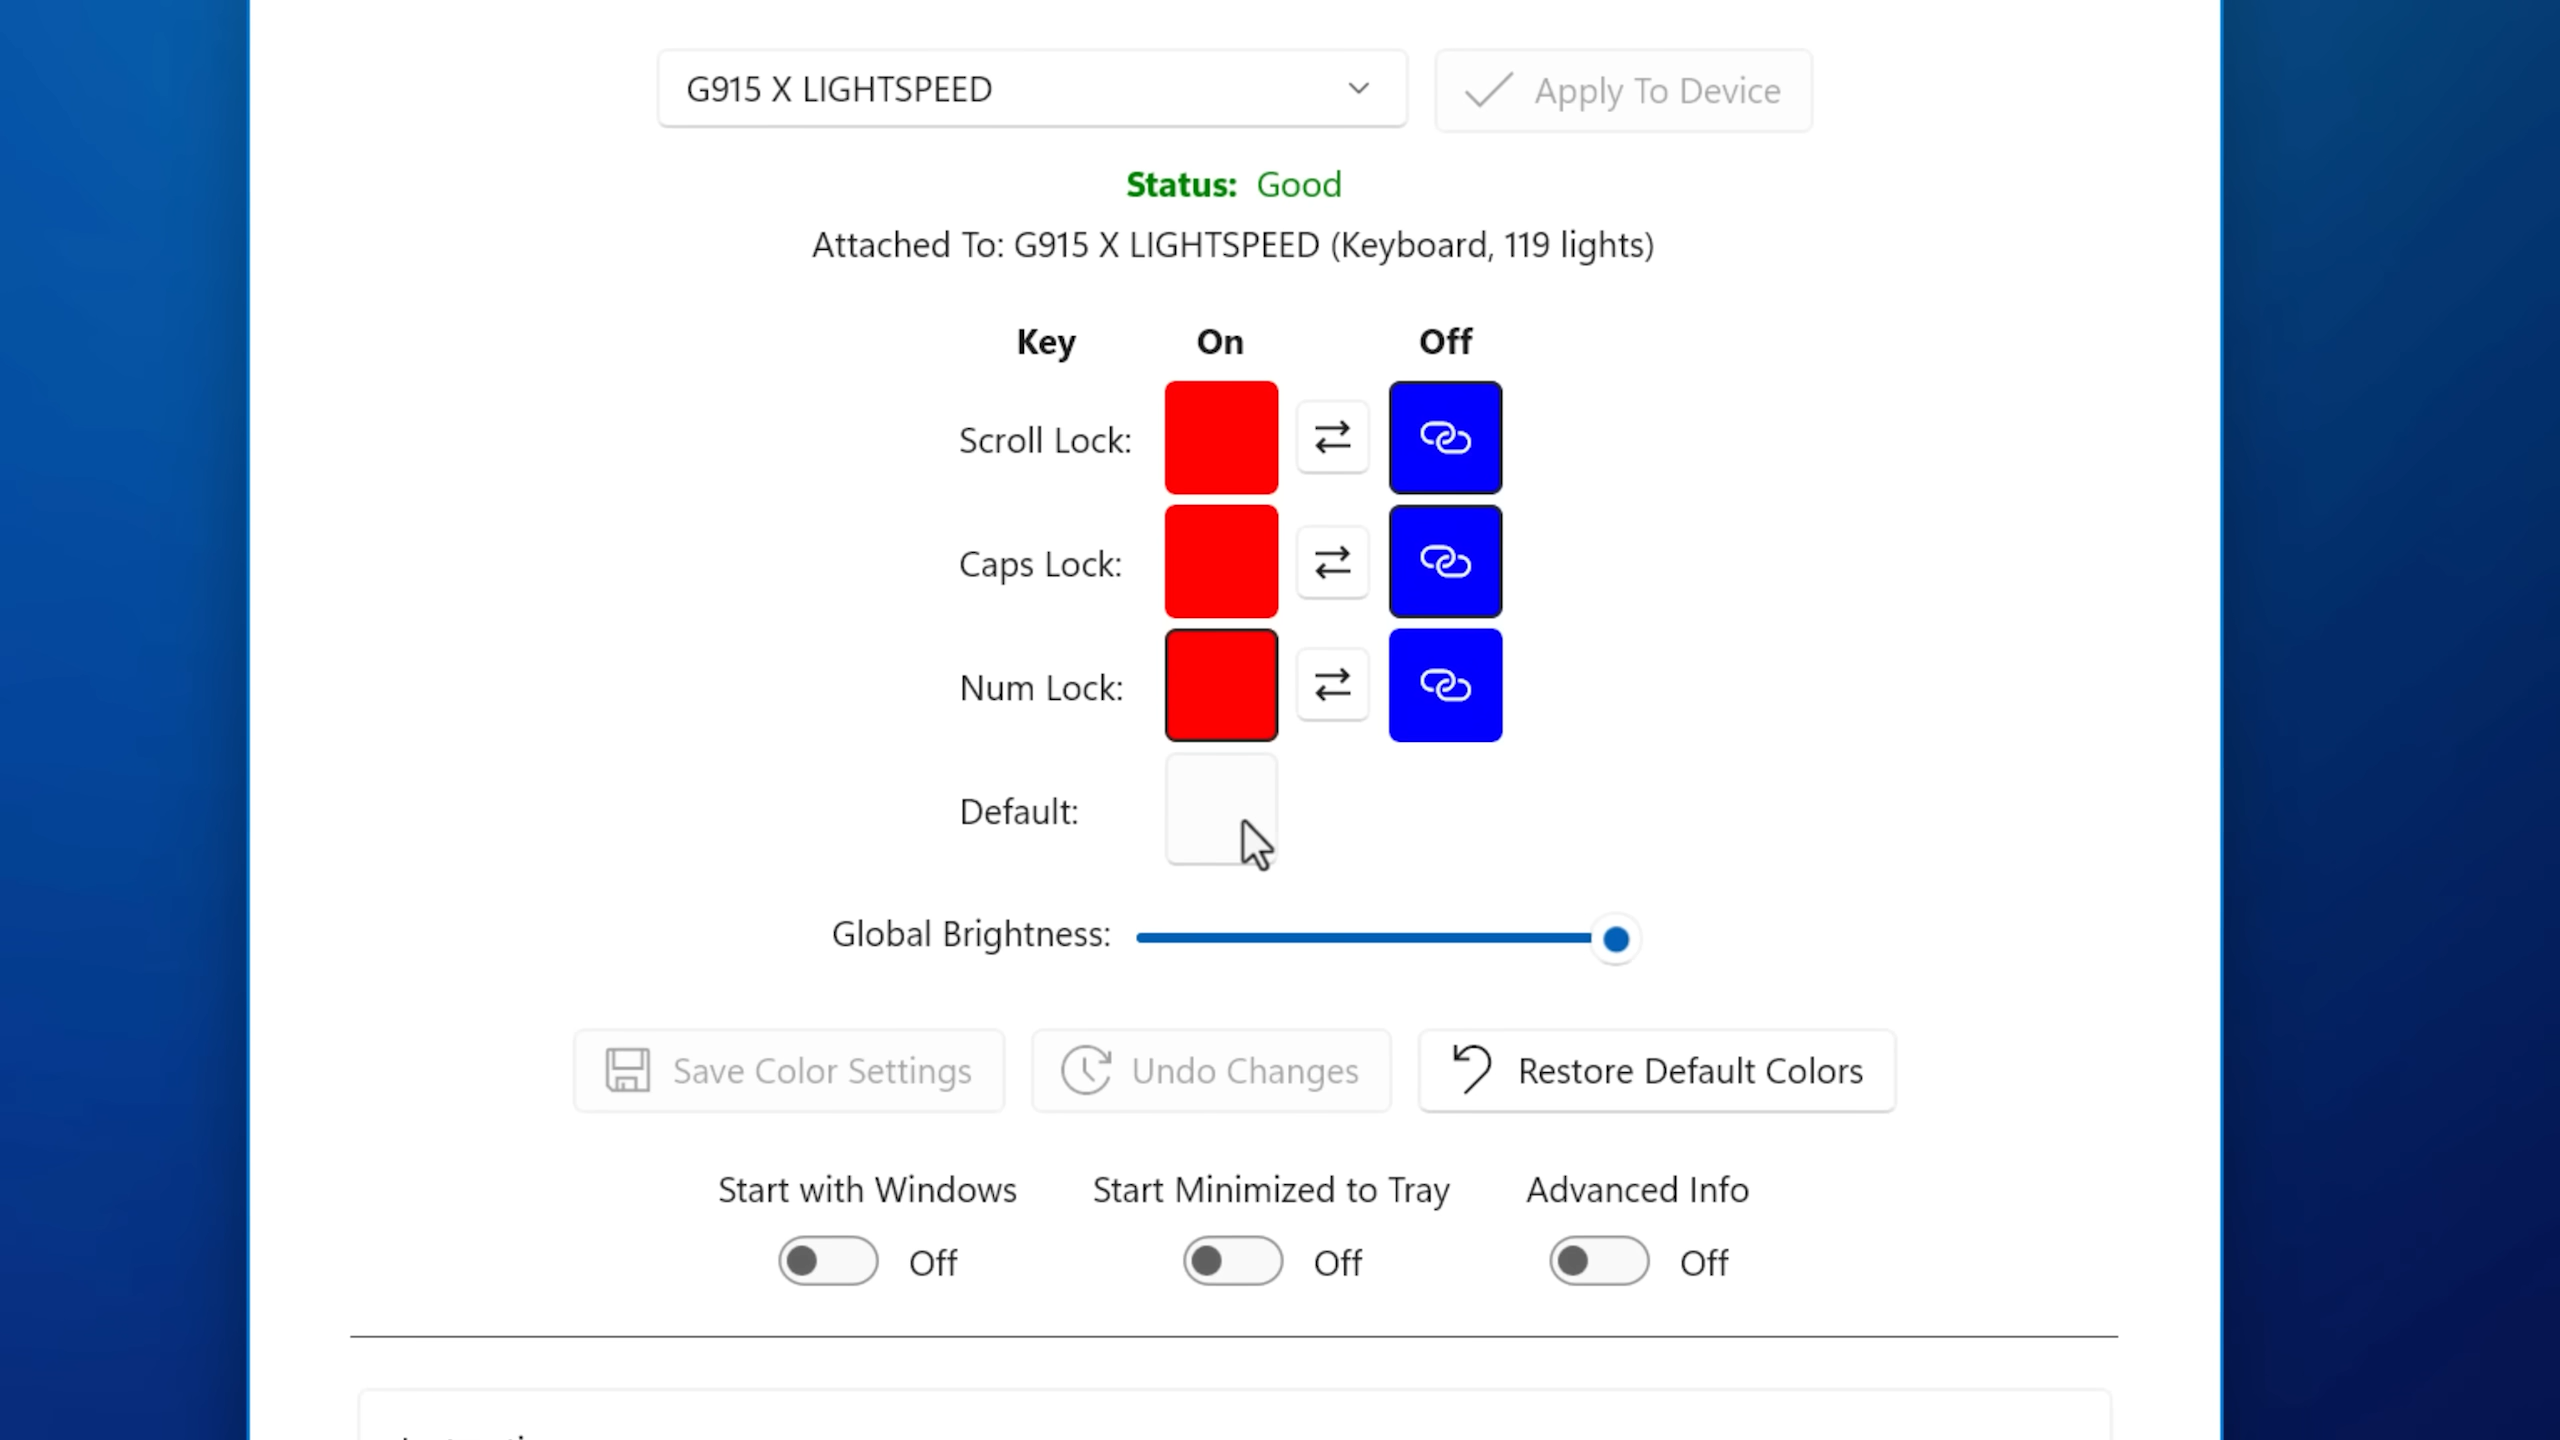 G915 X LIGHTSPEED
Apply To Device
Status: Good
Attached To: G915 X LIGHTSPEED (Keyboard, 119 lights)
Key On Off
Scroll Lock:
Caps Lock:
Num Lock:
Default:
Global Brightness:
Save Color Settings Undo Changes Restore Default Colors
Start with Windows Start Minimized to Tray Advanced Info
Off Off Off